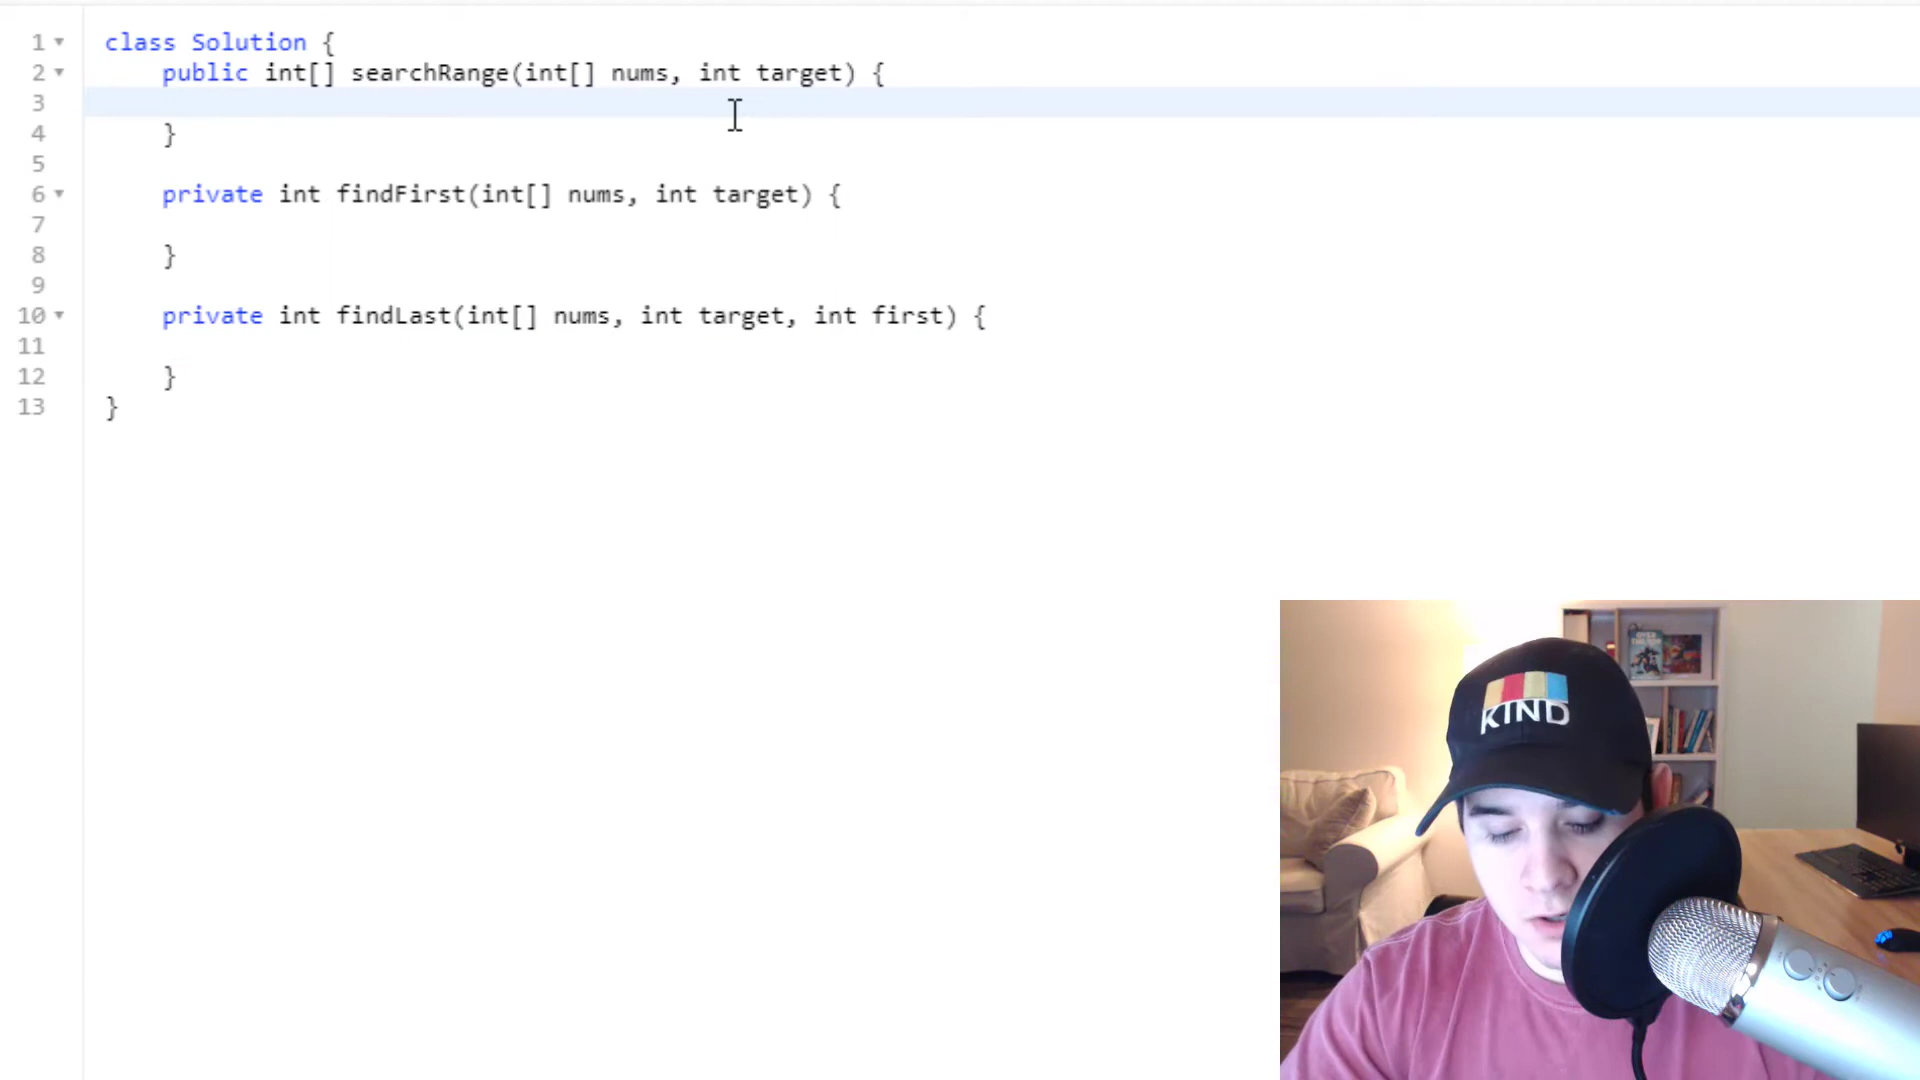 1 class Solution {
2 public int[] searchRange(int[] nums, int target) {
3
4 }
5
6 private int findFirst(int[] nums, int target) {
7
8 }
9
10 private int findLast(int[] nums, int target, int first) {
11
12 }
13 }
KIND